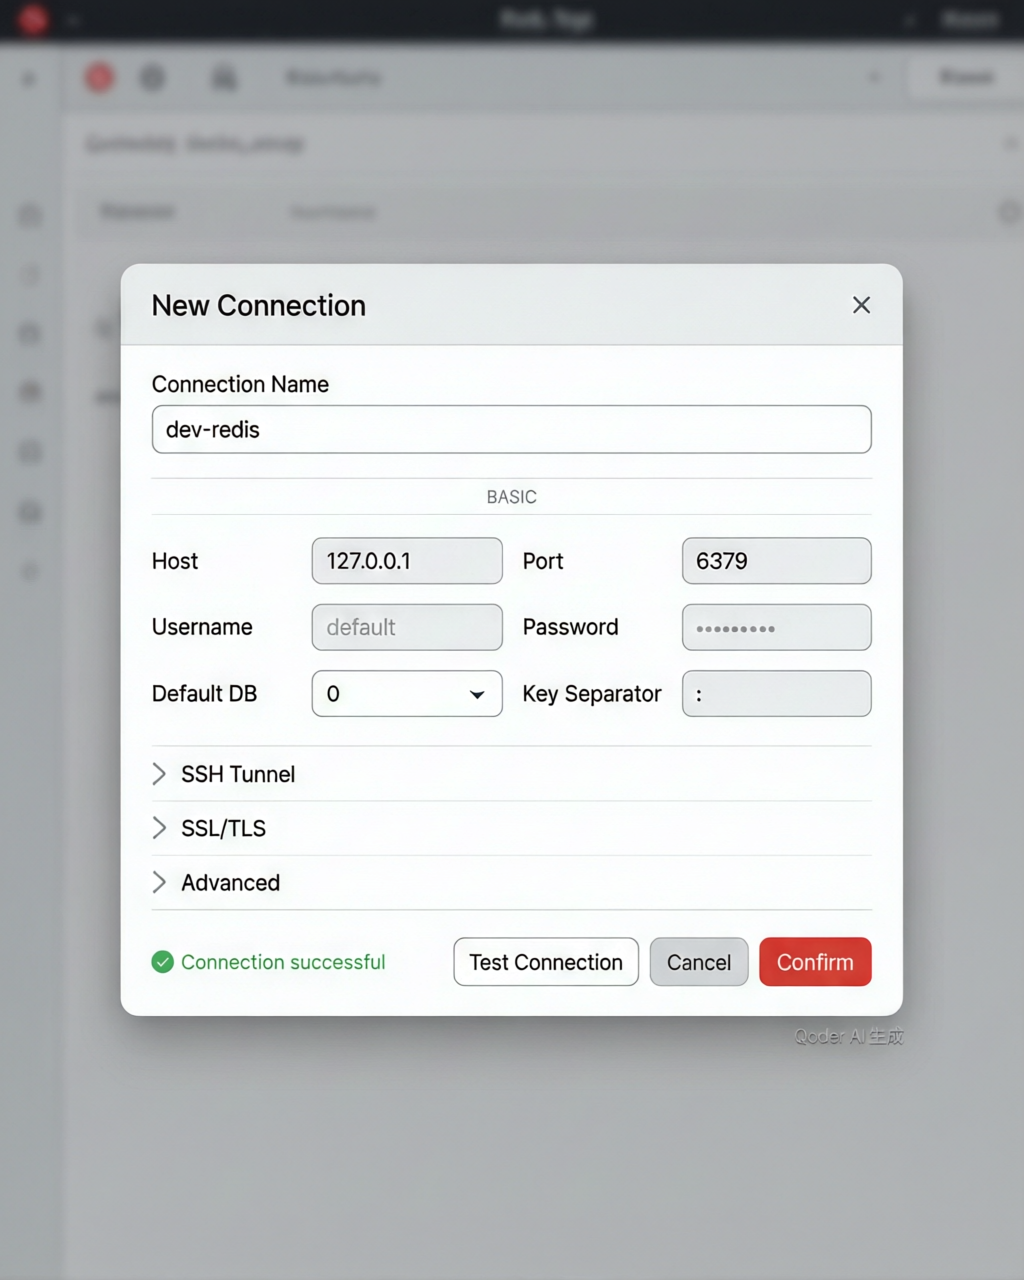 New Connection
Connection Name
dev-redis
BASIC
Host 127.0.0.1 Port 6379
Username default Password •••••••••
Default DB 0 Key Separator :
SSH Tunnel
SSL/TLS
Advanced
Connection successful Test Connection Cancel Confirm
Qoder AI生成